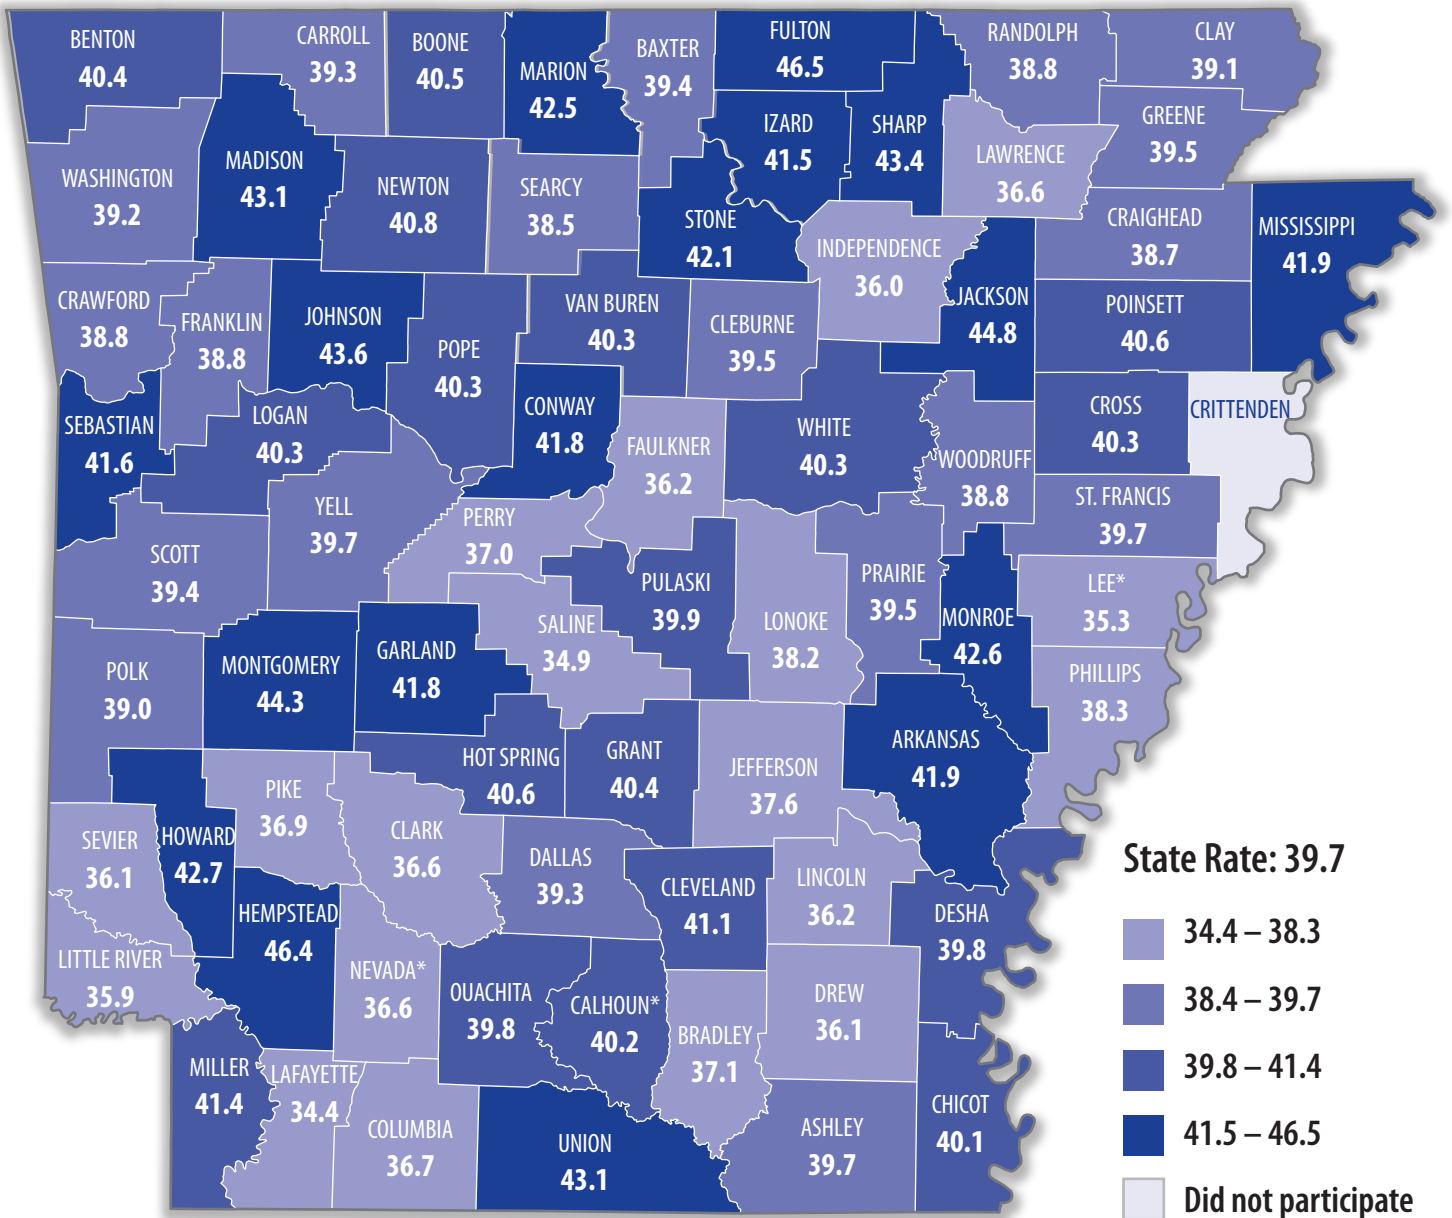 BENTON
40.4
CARROLL
39.3
BOONE
40.5
MARION
42.5
BAXTER
39.4
FULTON
46.5
RANDOLPH
38.8
CLAY
39.1
GREENE
39.5
IZARD
41.5
SHARP
43.4
LAWRENCE
36.6
WASHINGTON
39.2
MADISON
43.1
NEWTON
40.8
SEARCY
38.5
STONE
42.1
INDEPENDENCE
36.0
CRAIGHEAD
38.7
MISSISSIPPI
41.9
CRAWFORD
38.8
FRANKLIN
38.8
JOHNSON
43.6
POPE
40.3
VAN BUREN
40.3
CLEBURNE
39.5
JACKSON
44.8
POINSETT
40.6
SEBASTIAN
41.6
LOGAN
40.3
CONWAY
41.8
FAULKNER
36.2
WHITE
40.3
WOODRUFF
38.8
CROSS
40.3
CRITTENDEN
SCOTT
39.4
YELL
39.7
PERRY
37.0
PULASKI
39.9
LONOKE
38.2
PRAIRIE
39.5
ST. FRANCIS
39.7
MONROE
42.6
LEE*
35.3
PHILLIPS
38.3
POLK
39.0
MONTGOMERY
44.3
GARLAND
41.8
SALINE
34.9
HOT SPRING
40.6
GRANT
40.4
JEFFERSON
37.6
ARKANSAS
41.9
SEVIER
36.1
HOWARD
42.7
PIKE
36.9
CLARK
36.6
DALLAS
39.3
CLEVELAND
41.1
LINCOLN
36.2
DESHA
39.8
LITTLE RIVER
35.9
HEMPSTEAD
46.4
NEVADA*
36.6
OUACHITA
39.8
CALHOUN*
40.2
BRADLEY
37.1
DREW
36.1
MILLER
41.4
LAFAYETTE
34.4
COLUMBIA
36.7
UNION
43.1
ASHLEY
39.7
CHICOT
40.1
State Rate: 39.7
34.4 – 38.3
38.4 – 39.7
39.8 – 41.4
41.5 – 46.5
Did not participate